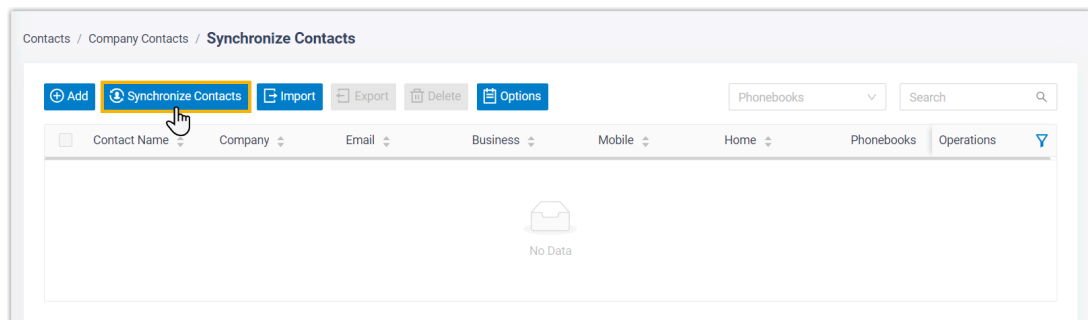 Contacts / Company Contacts / Synchronize Contacts
Add Synchronize Contacts Import Export Delete Options Phonebooks Search
Contact Name Company Email Business Mobile Home Phonebooks Operations
No Data